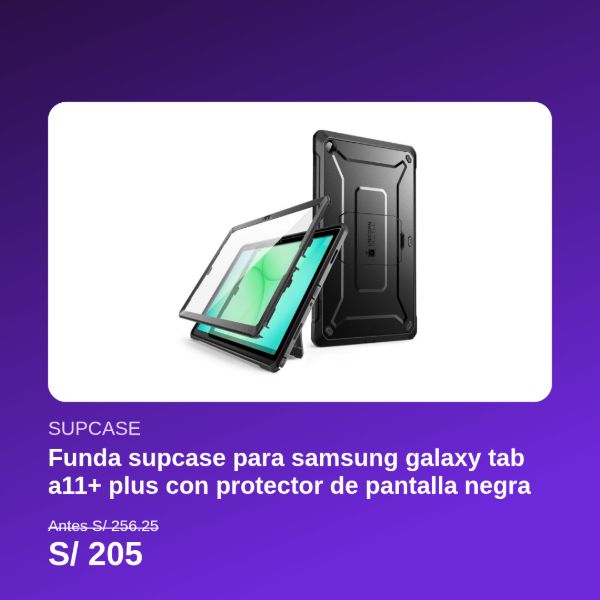 SUPCASE
Funda supcase para samsung galaxy tab
a11+ plus con protector de pantalla negra
Antes S/ 256.25
S/ 205